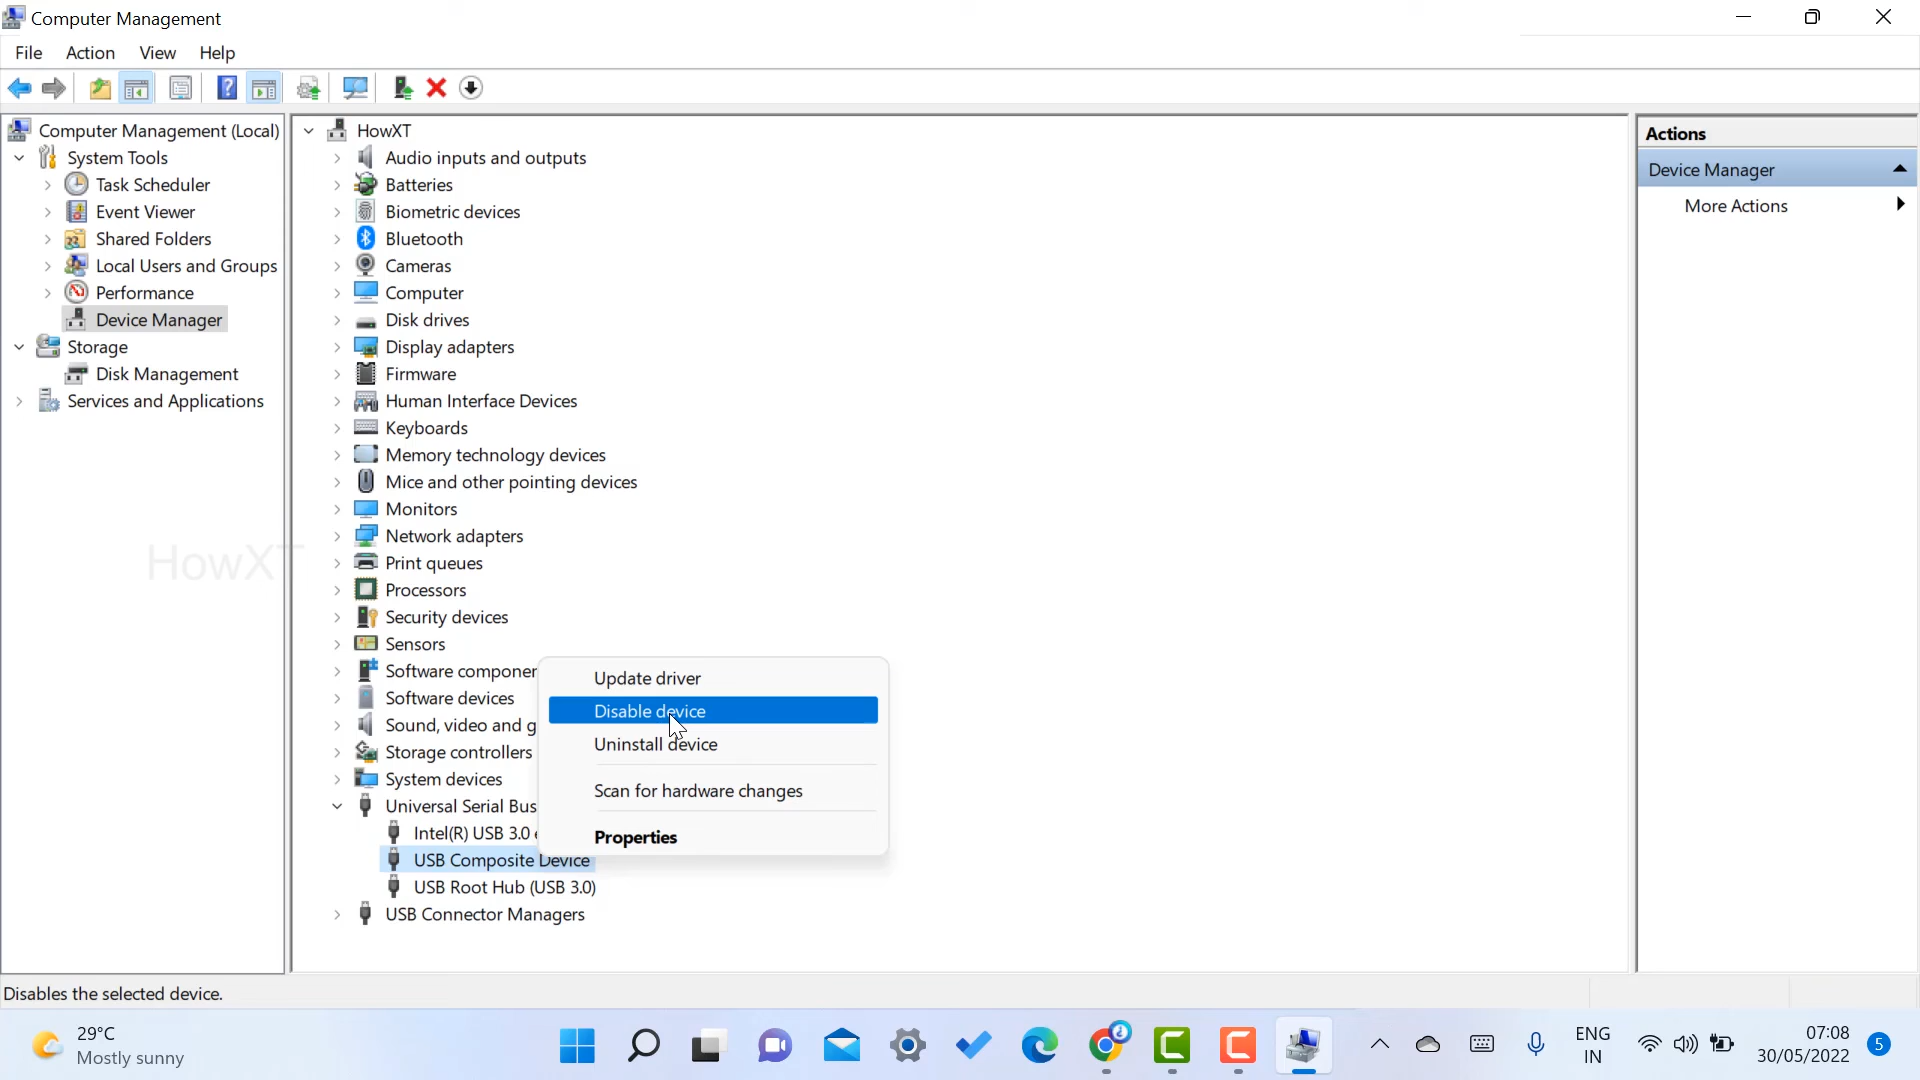 Computer Management
File Action View Help
Computer Management (Local)
System Tools
Task Scheduler
Event Viewer
Shared Folders
Local Users and Groups
Performance
Device Manager
Storage
Disk Management
Services and Applications
HowXT
HowXT
Audio inputs and outputs
Batteries
Biometric devices
Bluetooth
Cameras
Computer
Disk drives
Display adapters
Firmware
Human Interface Devices
Keyboards
Memory technology devices
Mice and other pointing devices
Monitors
Network adapters
Print queues
Processors
Security devices
Sensors
Software componen
Software devices
Sound, video and g
Storage controllers
System devices
Universal Serial Bus
Intel(R) USB 3.0
USB Composite Device
USB Root Hub (USB 3.0)
USB Connector Managers
Update driver
Disable device
Uninstall device
Scan for hardware changes
Properties
Actions
Device Manager
More Actions
Disables the selected device.
29°C
Mostly sunny
ENG
IN
07:08
30/05/2022
5